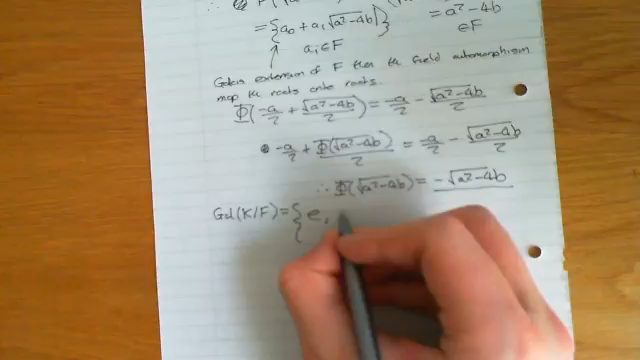 = {a₀ + a₁√a²-4b} = a²-4b
aᵢ∈F ∈F
Galois extension of F then the field automorphism
map the roots onto roots
Φ(-a/2 + √a²-4b/2) = -a/2 - √a²-4b/2
-a/2 + Φ(√a²-4b)/2 = -a/2 - √a²-4b/2
∴ Φ(√a²-4b) = -√a²-4b
Gal(K/F) = { e,